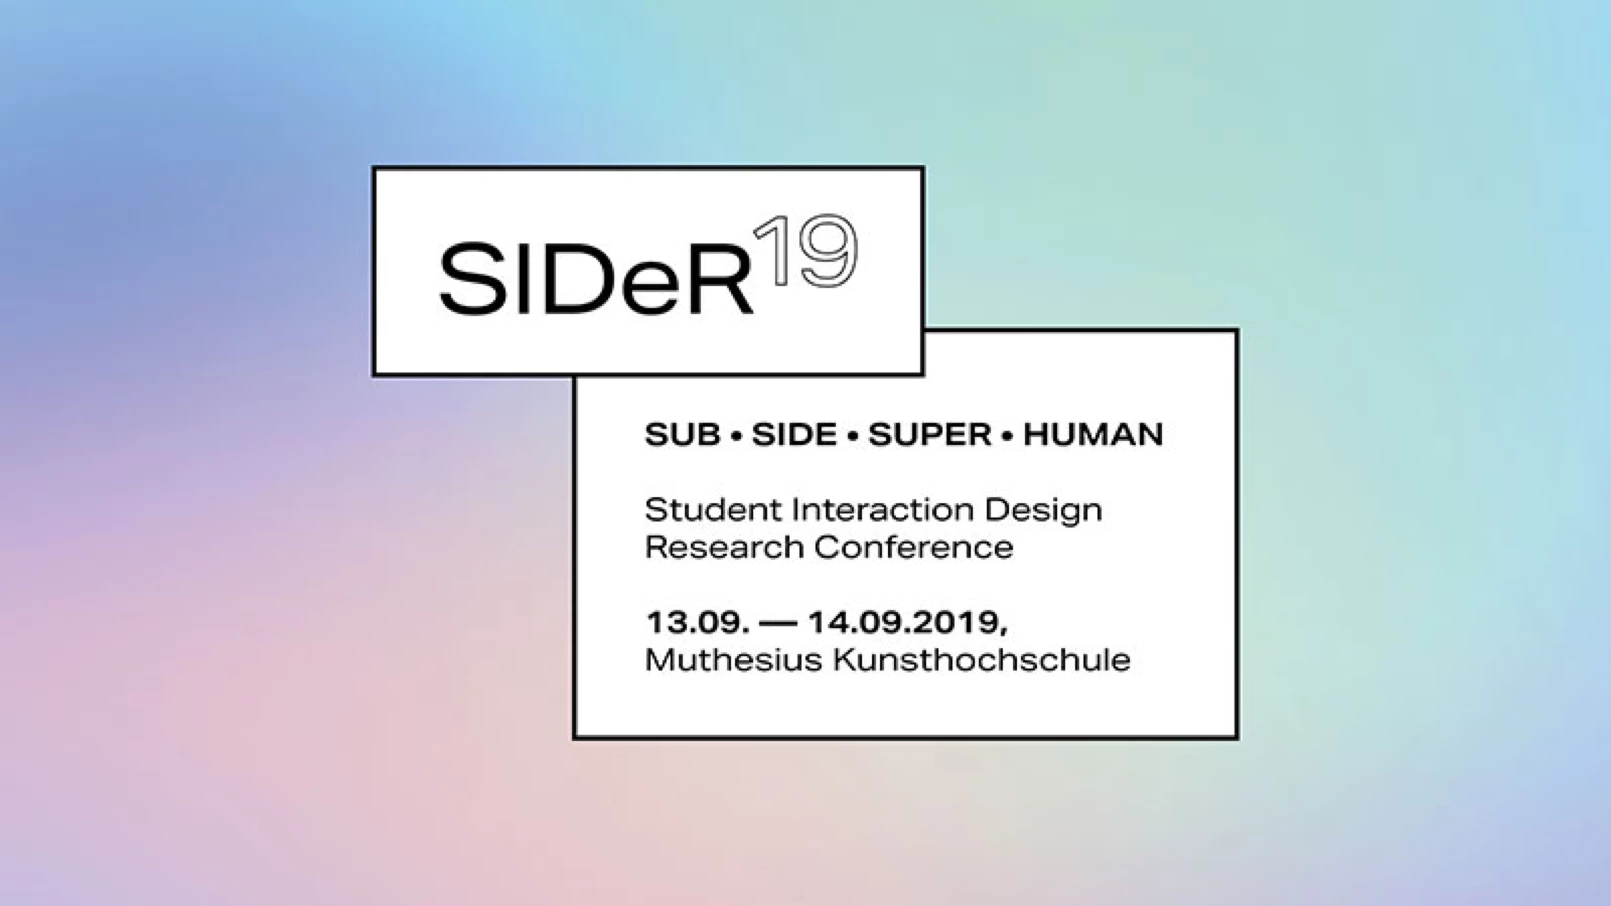 SIDeR19
SUB • SIDE • SUPER • HUMAN
Student Interaction Design
Research Conference
13.09. — 14.09.2019,
Muthesius Kunsthochschule